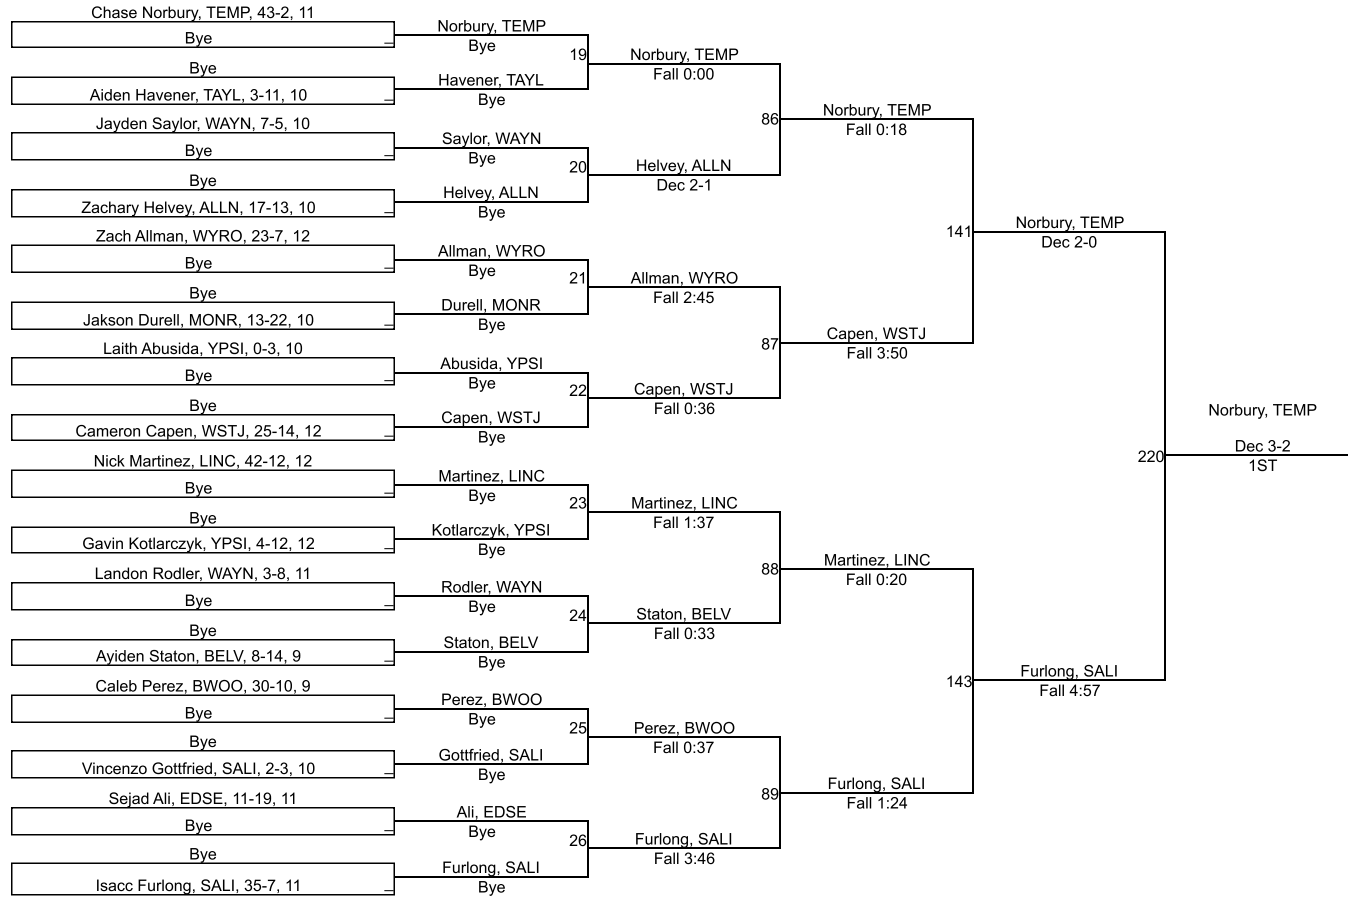 Chase Norbury, TEMP, 43-2, 11
Bye
Bye
Aiden Havener, TAYL, 3-11, 10
Jayden Saylor, WAYN, 7-5, 10
Bye
Bye
Zachary Helvey, ALLN, 17-13, 10
Zach Allman, WYRO, 23-7, 12
Bye
Bye
Jakson Durell, MONR, 13-22, 10
Laith Abusida, YPSI, 0-3, 10
Bye
Bye
Cameron Capen, WSTJ, 25-14, 12
Nick Martinez, LINC, 42-12, 12
Bye
Bye
Gavin Kotlarczyk, YPSI, 4-12, 12
Landon Rodler, WAYN, 3-8, 11
Bye
Bye
Ayiden Staton, BELV, 8-14, 9
Caleb Perez, BWOO, 30-10, 9
Bye
Bye
Vincenzo Gottfried, SALI, 2-3, 10
Sejad Ali, EDSE, 11-19, 11
Bye
Bye
Isacc Furlong, SALI, 35-7, 11
Norbury, TEMP
Bye
19
Havener, TAYL
Bye
Saylor, WAYN
Bye
20
Helvey, ALLN
Bye
Allman, WYRO
Bye
21
Durell, MONR
Bye
Abusida, YPSI
Bye
22
Capen, WSTJ
Bye
Martinez, LINC
Bye
23
Kotlarczyk, YPSI
Bye
Rodler, WAYN
Bye
24
Staton, BELV
Bye
Perez, BWOO
Bye
25
Gottfried, SALI
Bye
Ali, EDSE
Bye
26
Furlong, SALI
Bye
Norbury, TEMP
Fall 0:00
86
Helvey, ALLN
Dec 2-1
Allman, WYRO
Fall 2:45
87
Capen, WSTJ
Fall 0:36
Martinez, LINC
Fall 1:37
88
Staton, BELV
Fall 0:33
Perez, BWOO
Fall 0:37
89
Furlong, SALI
Fall 3:46
Norbury, TEMP
Fall 0:18
141
Capen, WSTJ
Fall 3:50
Martinez, LINC
Fall 0:20
143
Furlong, SALI
Fall 1:24
Norbury, TEMP
Dec 2-0
220
Furlong, SALI
Fall 4:57
Norbury, TEMP
Dec 3-2
1ST